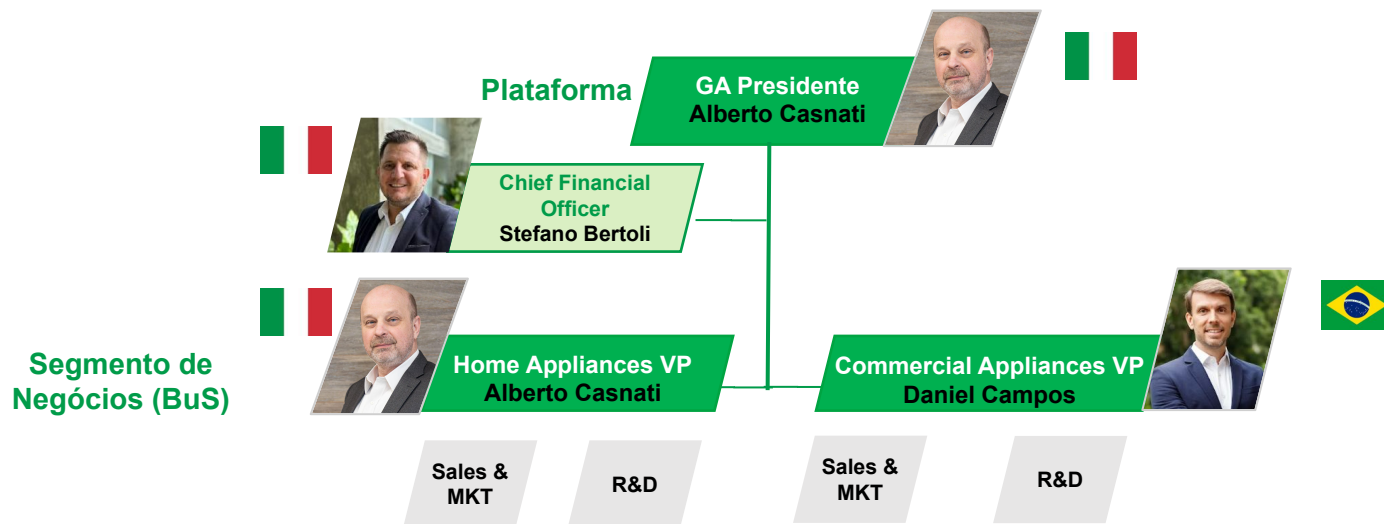 Plataforma
GA Presidente
Alberto Casnati
Chief Financial
Officer
Stefano Bertoli
Segmento de
Negócios (BuS)
Home Appliances VP
Alberto Casnati
Commercial Appliances VP
Daniel Campos
Sales &
MKT
R&D
Sales &
MKT
R&D